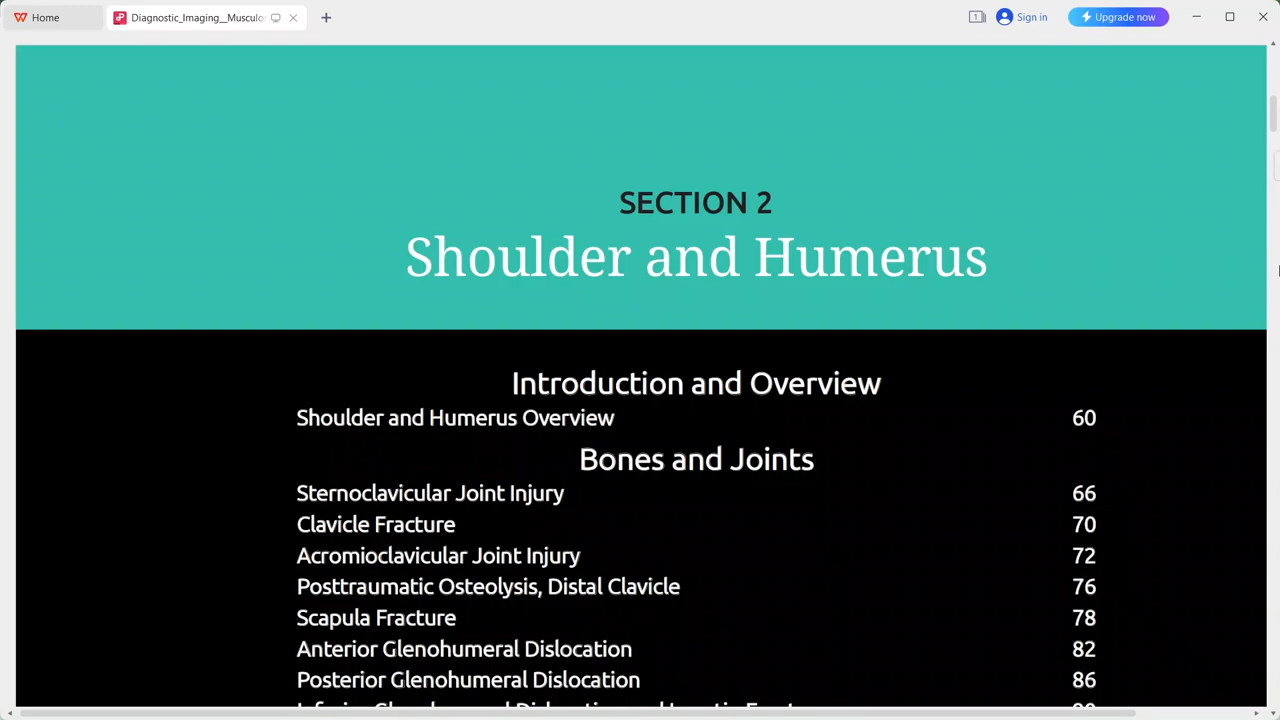 Home
Diagnostic_Imaging__Musculos
1
Sign in
Upgrade now
SECTION 2
Shoulder and Humerus
Introduction and Overview
Shoulder and Humerus Overview 60
Bones and Joints
Sternoclavicular Joint Injury 66
Clavicle Fracture 70
Acromioclavicular Joint Injury 72
Posttraumatic Osteolysis, Distal Clavicle 76
Scapula Fracture 78
Anterior Glenohumeral Dislocation 82
Posterior Glenohumeral Dislocation 86